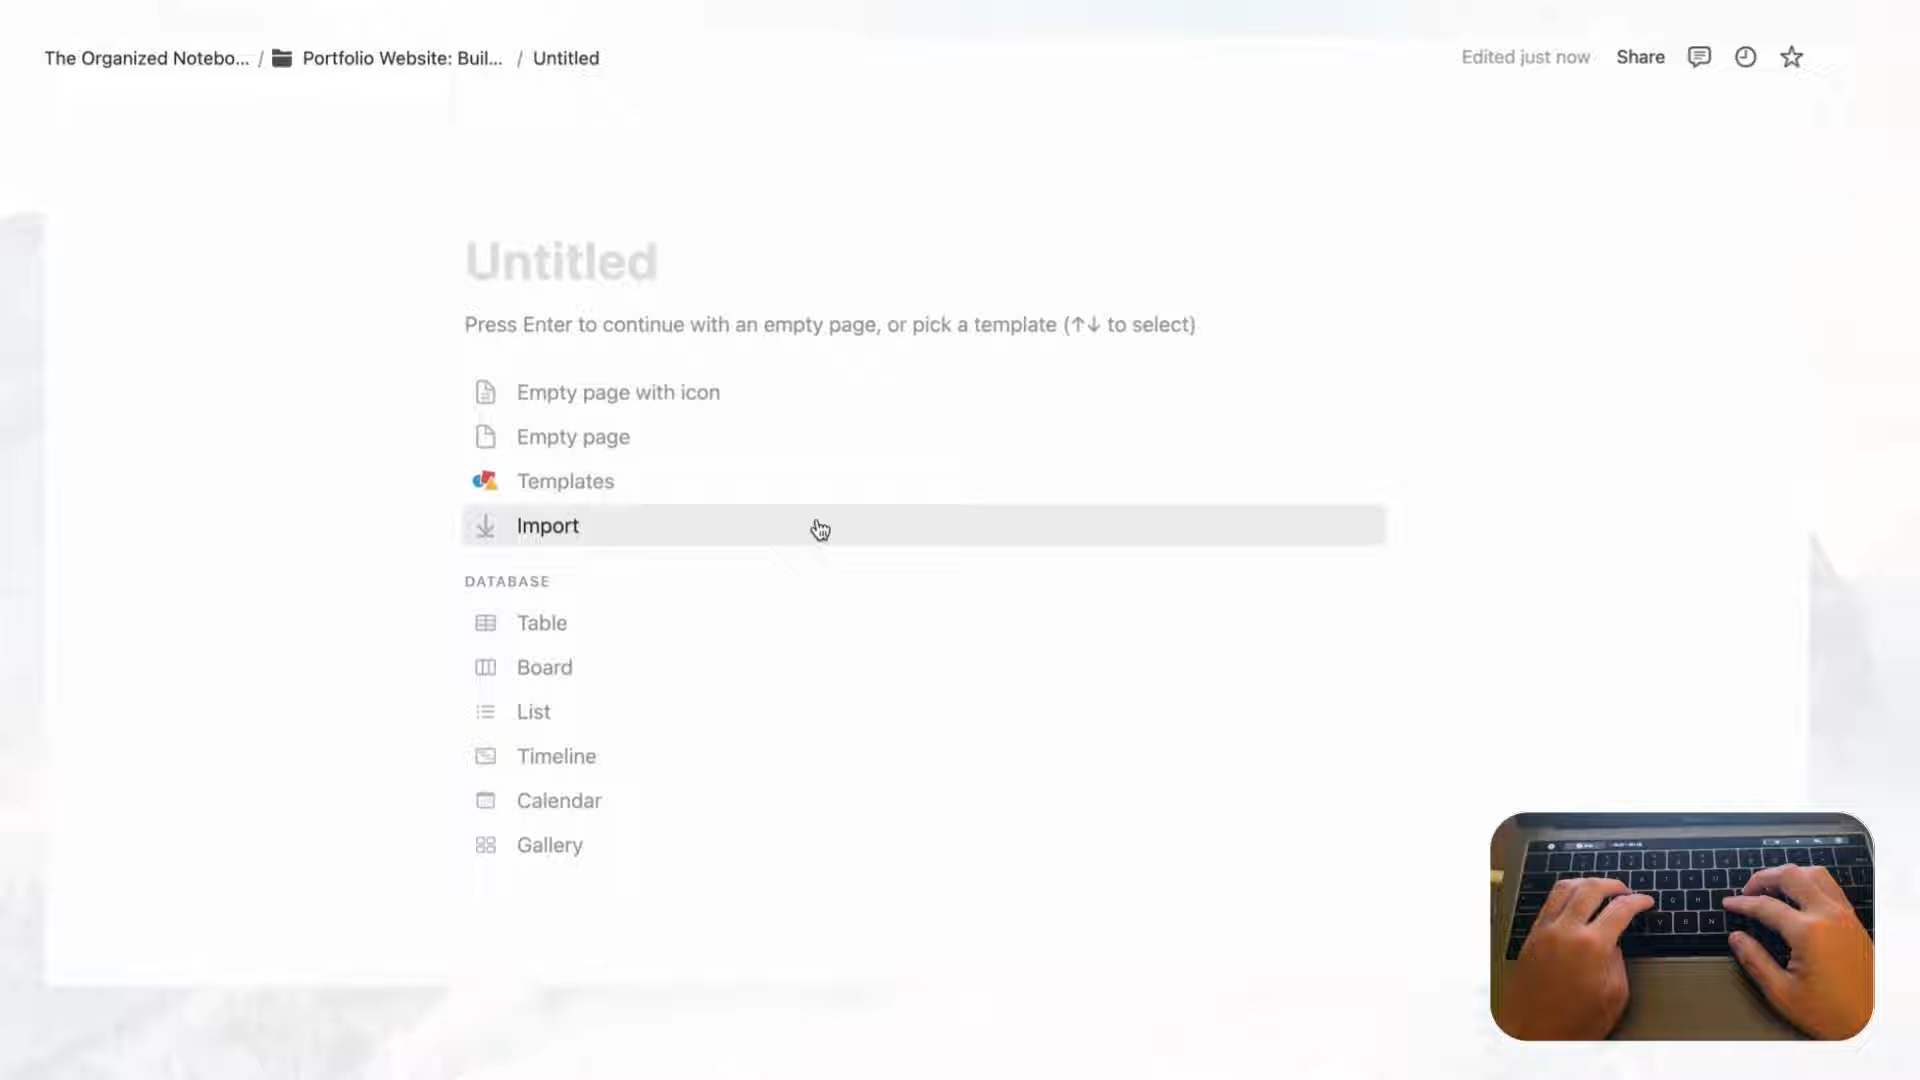 The Organized Notebo... / Portfolio Website: Buil... / Untitled
Edited just now Share
Untitled
Press Enter to continue with an empty page, or pick a template (↑↓ to select)
Empty page with icon
Empty page
Templates
Import
DATABASE
Table
Board
List
Timeline
Calendar
Gallery